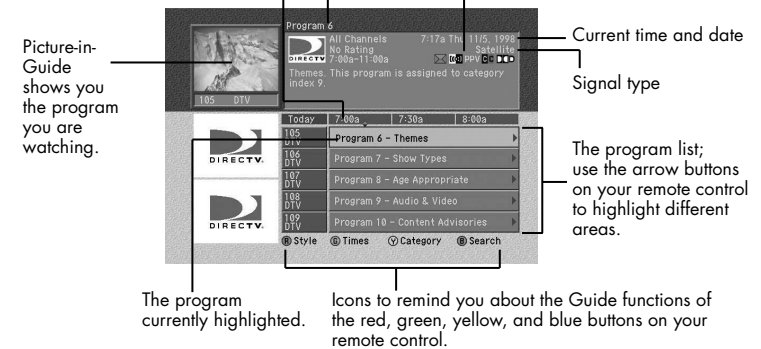 Picture-in-
Guide
shows you
the program
you are
watching.
Program 6
All Channels 7:17a Thu 11/5, 1998
No Rating Satellite
DIRECTV 7:00a-11:00a PPV CC
Themes. This program is assigned to category
index 9.
105 DTV
Current time and date
Signal type
Today 7:00a 7:30a 8:00a
105 DTV Program 6 - Themes
106 DTV Program 7 - Show Types
107 DTV Program 8 - Age Appropriate
108 DTV Program 9 - Audio & Video
109 DTV Program 10 - Content Advisories
DIRECTV.
DIRECTV.
R Style G Times Y Category B Search
The program list;
use the arrow buttons
on your remote control
to highlight different
areas.
The program
currently highlighted.
Icons to remind you about the Guide functions of
the red, green, yellow, and blue buttons on your
remote control.